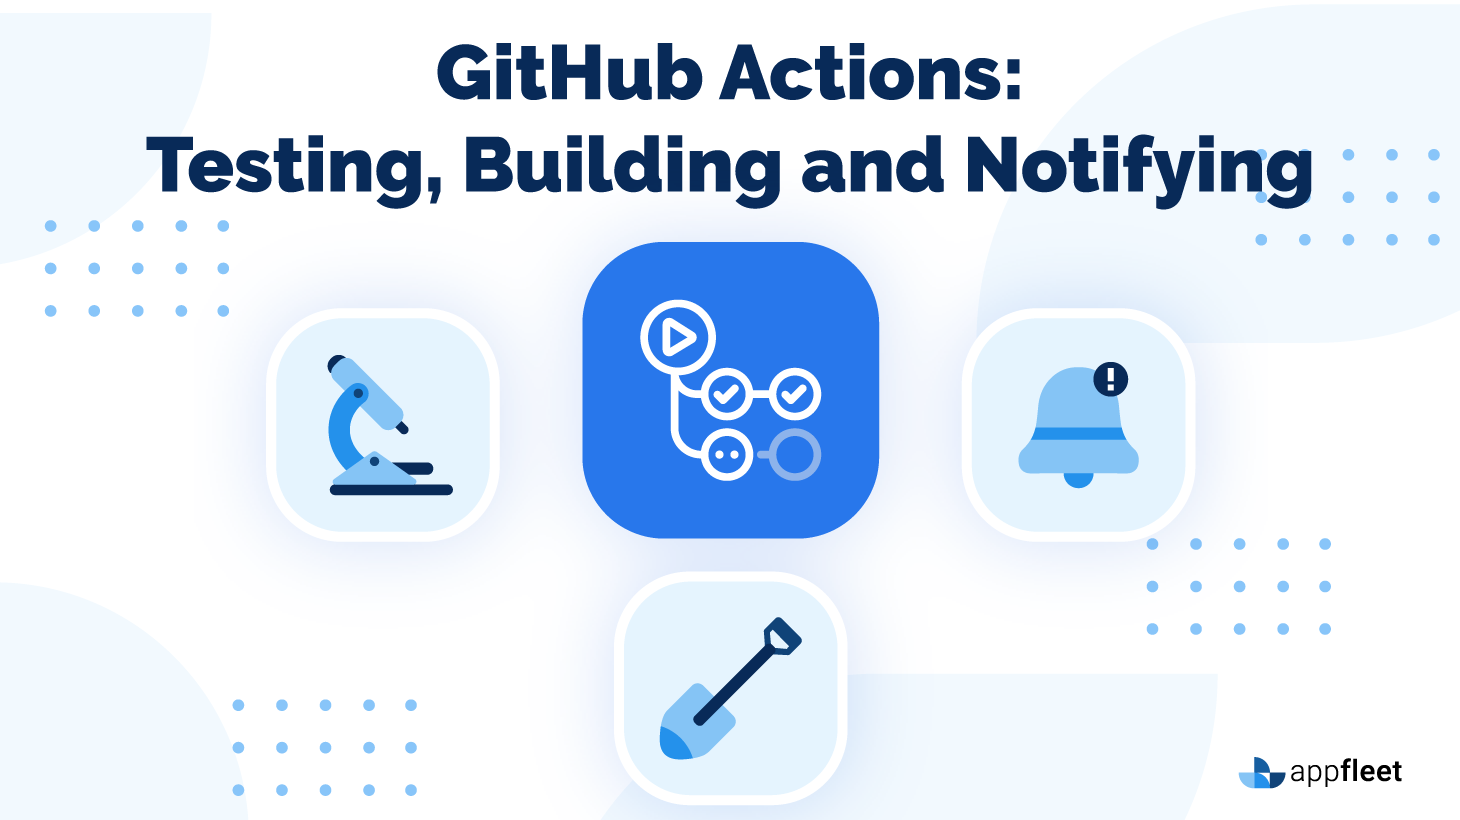 GitHub Actions:
Testing, Building and Notifying
appfleet